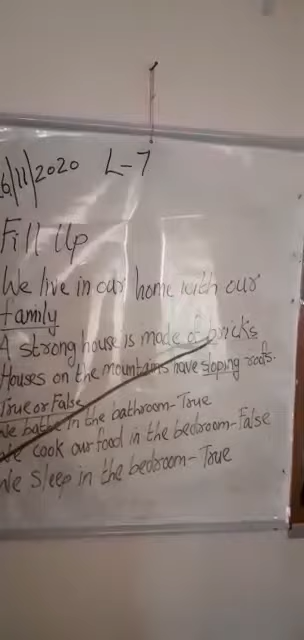 6/11/2020 L-7
Fill Up
We live in our home with our
family
A strong house is made of bricks
Houses on the mountains have sloping roofs.
True or False
We bathe in the bathroom-True
We cook our food in the bedroom-False
We sleep in the bedroom-True